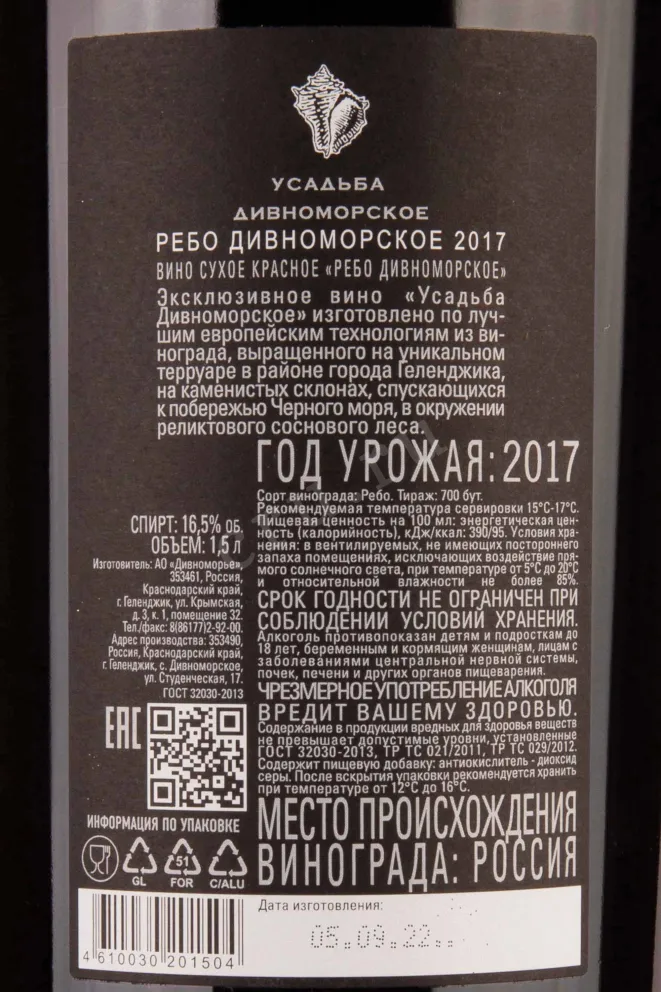 УСАДЬБА
ДИВНОМОРСКОЕ
РЕБО ДИВНОМОРСКОЕ 2017
ВИНО СУХОЕ КРАСНОЕ «РЕБО ДИВНОМОРСКОЕ»
Эксклюзивное вино «Усадьба
Дивноморское» изготовлено по луч-
шим европейским технологиям из ви-
нограда, выращенного на уникальном
терруаре в районе города Геленджика,
на каменистых склонах, спускающихся
к побережью Черного моря, в окружении
реликтового соснового леса.
ГОД УРОЖАЯ: 2017
Сорт винограда: Ребо. Тираж: 700 бут.
Рекомендуемая температура сервировки 15°С-17°С.
Пищевая ценность на 100 мл: энергетическая цен-
ность (калорийность), кДж/ккал: 390/95. Условия хра-
нения: в вентилируемых, не имеющих постороннего
запаха помещениях, исключающих воздействие пря-
мого солнечного света, при температуре от 5°С до 20°С
и относительной влажности не более 85%.
СРОК ГОДНОСТИ НЕ ОГРАНИЧЕН ПРИ
СОБЛЮДЕНИИ УСЛОВИЙ ХРАНЕНИЯ.
Алкоголь противопоказан детям и подросткам до
18 лет, беременным и кормящим женщинам, лицам с
заболеваниями центральной нервной системы,
почек, печени и других органов пищеварения.
ЧРЕЗМЕРНОЕ УПОТРЕБЛЕНИЕ АЛКОГОЛЯ
ВРЕДИТ ВАШЕМУ ЗДОРОВЬЮ.
Содержание в продукции вредных для здоровья веществ
не превышает допустимые уровни, установленные
ГОСТ 32030-2013, ТР ТС 021/2011, ТР ТС 029/2012.
Содержит пищевую добавку: антиокислитель - диоксид
серы. После вскрытия упаковки рекомендуется хранить
при температуре от 12°С до 16°С.
МЕСТО ПРОИСХОЖДЕНИЯ
ВИНОГРАДА: РОССИЯ
СПИРТ: 16,5% ОБ.
ОБЪЕМ: 1,5 л
Изготовитель: АО «Дивноморье»
353461, Россия,
Краснодарский край,
г. Геленджик, ул. Крымская,
д. 3, к. 1, помещение 32.
Тел./факс: 8(86177)2-92-00.
Адрес производства: 353490,
Россия, Краснодарский край,
г. Геленджик, с. Дивноморское,
ул. Студенческая, 17.
ГОСТ 32030-2013
ЕАС
ИНФОРМАЦИЯ ПО УПАКОВКЕ
51
GL FOR C/ALU
4 610030 201504
Дата изготовления:
05.09.22..